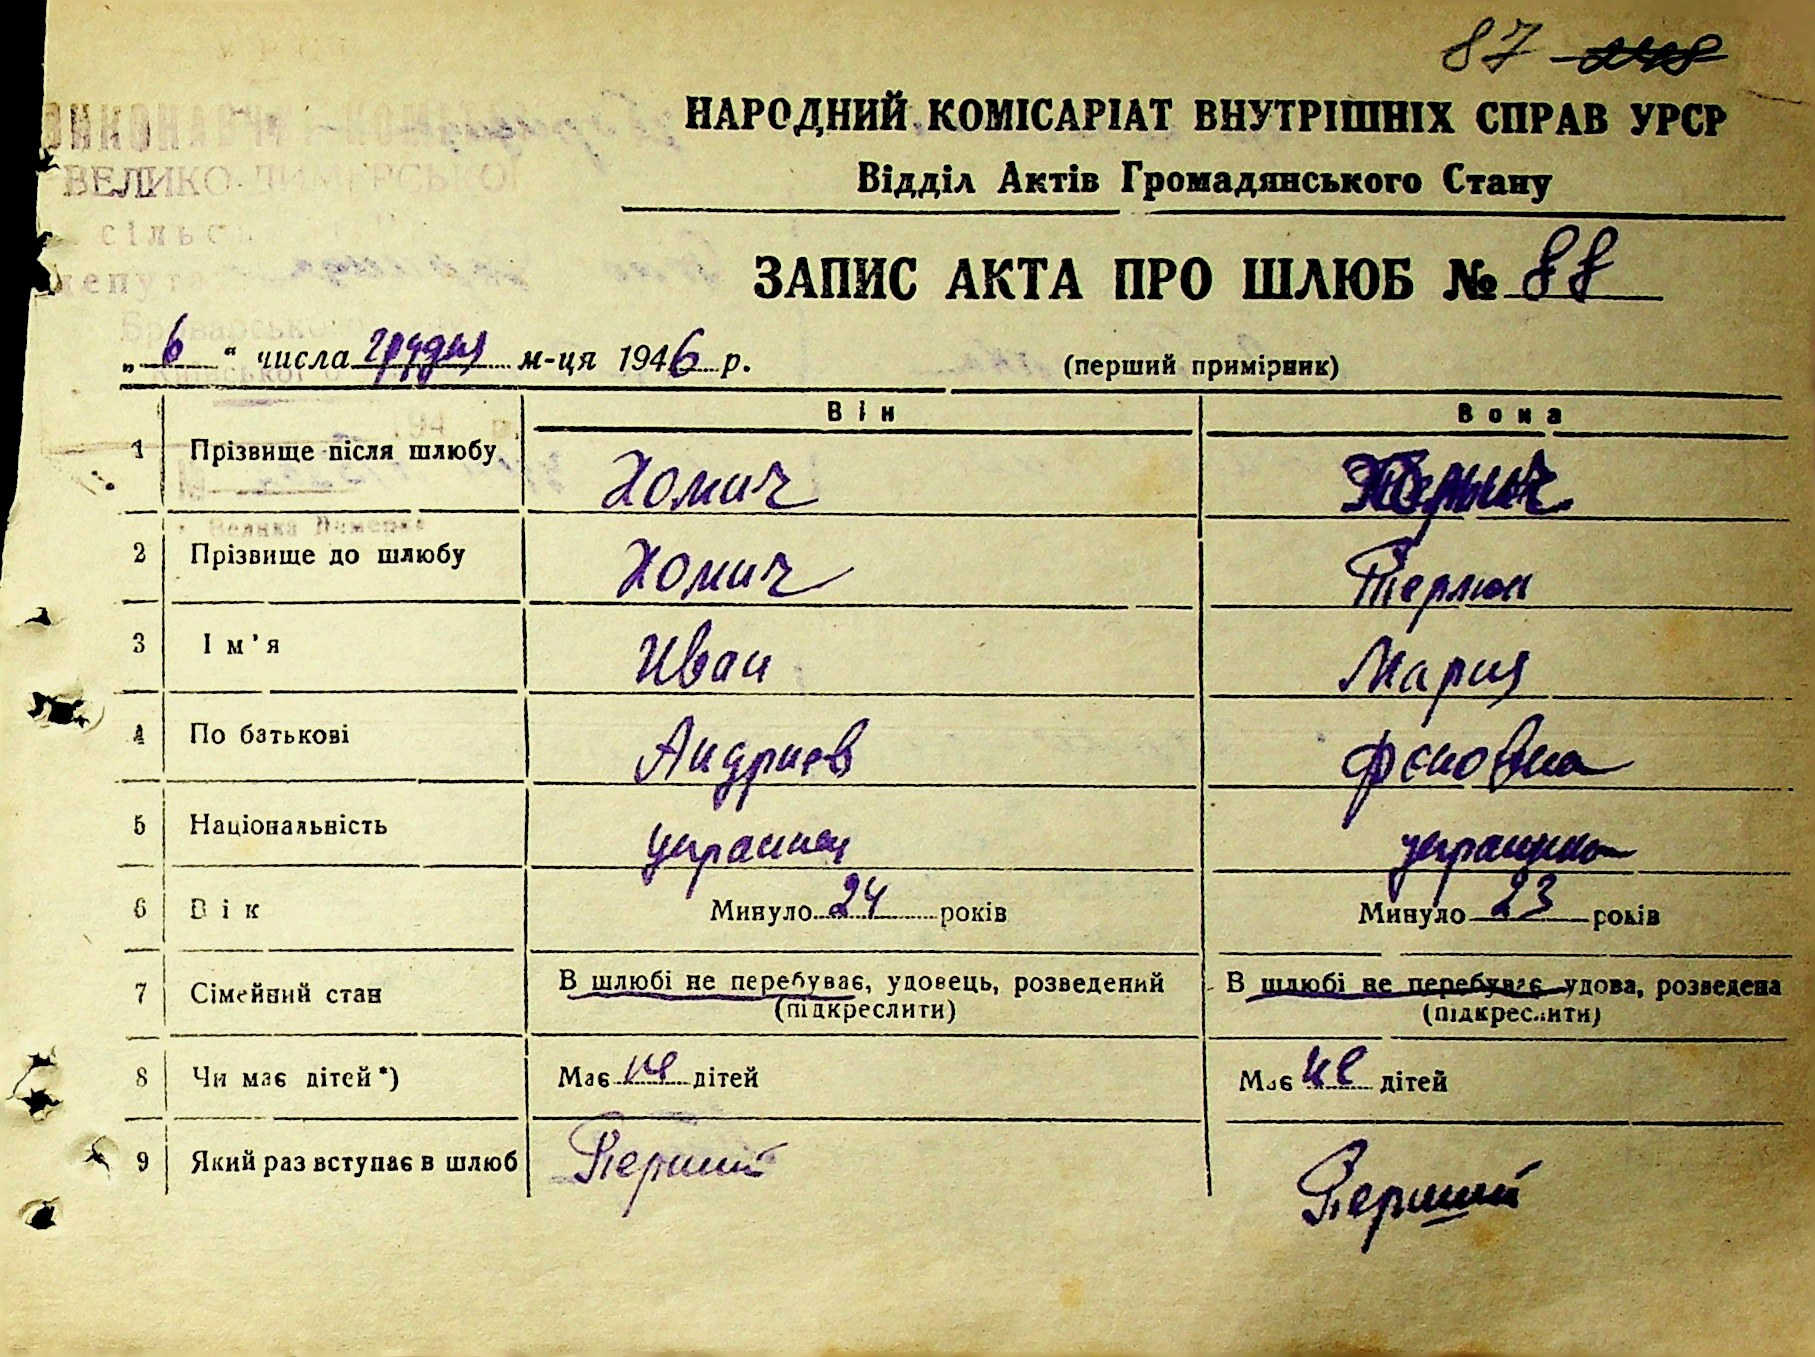 87
НАРОДНИЙ КОМІСАРІАТ ВНУТРІШНІХ СПРАВ УРСР
Відділ Актів Громадянського Стану
ВЕЛИКО-ДИМЕРСЬКОЇ
ЗАПИС АКТА ПРО ШЛЮБ № 88
„ 6 “ числа грудня м-ця 1946 р. (перший примірник)
Він Вона
1 Прізвище після шлюбу Хомич
2 Прізвище до шлюбу Хомич Терлюк
3 Ім'я Иван Мария
4 По батькові Андриев
5 Національність украинец украинка
6 Вік Минуло 24 років Минуло 23 років
7 Сімейний стан В шлюбі не перебуває, удовець, розведений В шлюбі не перебуває удова, розведена
(підкреслити) (підкреслити)
8 Чи має дітей*) Має не дітей Має не дітей
9 Який раз вступає в шлюб Перший Перший